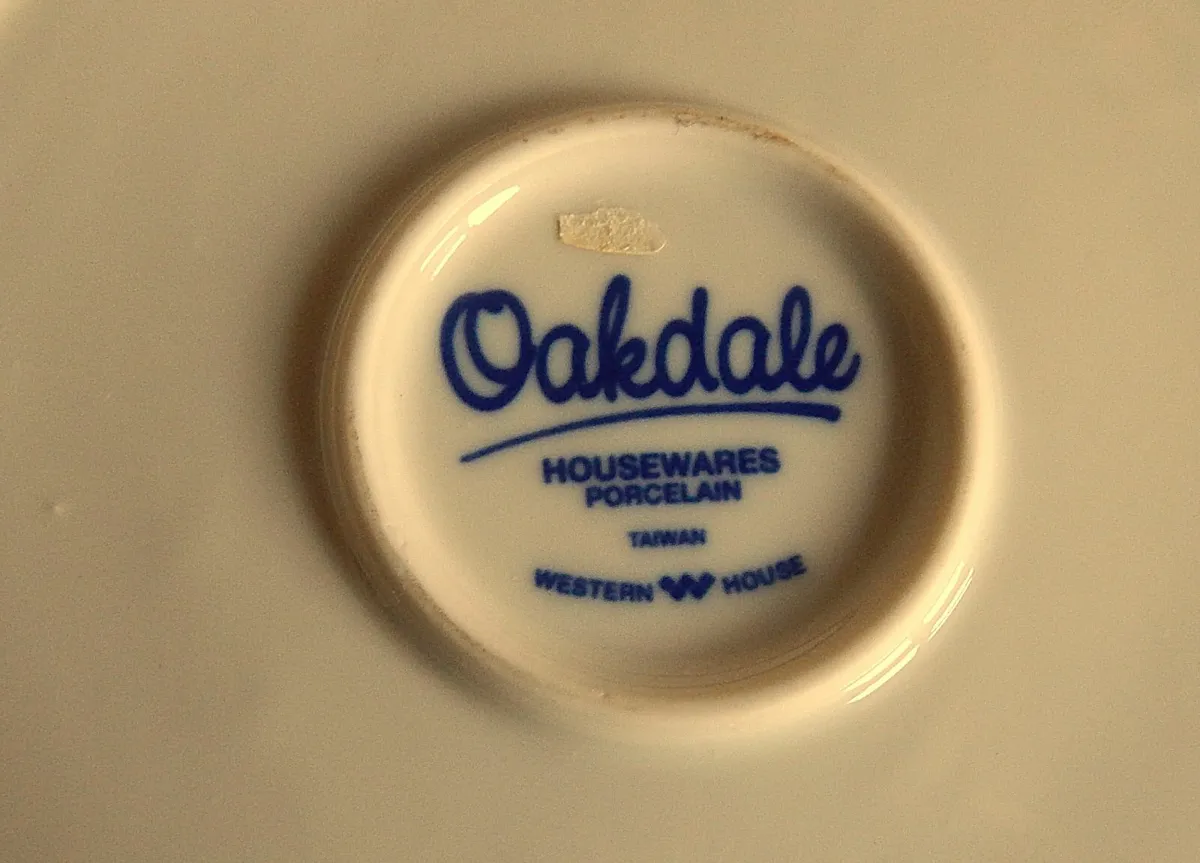 Oakdale
HOUSEWARES
PORCELAIN
TAIWAN
WESTERN W HOUSE